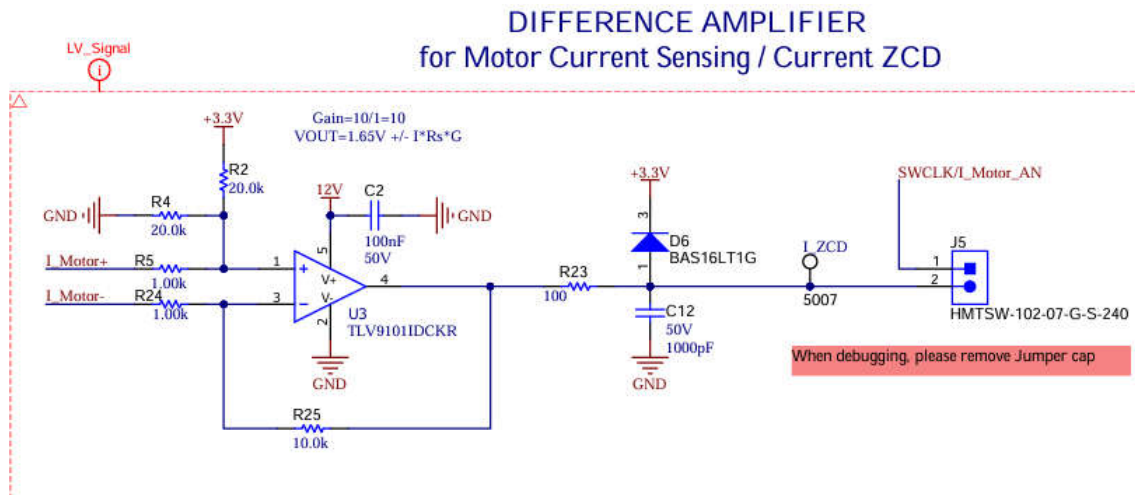 DIFFERENCE AMPLIFIER
for Motor Current Sensing / Current ZCD
LV_Signal
i
+3.3V
Gain=10/1=10
VOUT=1.65V +/- I*Rs*G
R2
20.0k
12V
C2
GND
100nF
50V
GND
R4
20.0k
I_Motor+
R5
1.00k
I_Motor-
R24
1.00k
1
3
5
V+
V-
2
4
U3
TLV9101IDCKR
GND
R25
10.0k
R23
100
+3.3V
3
D6
BAS16LT1G
1
C12
50V
1000pF
GND
I_ZCD
5007
SWCLK/I_Motor_AN
J5
1
2
HMTSW-102-07-G-S-240
When debugging, please remove Jumper cap